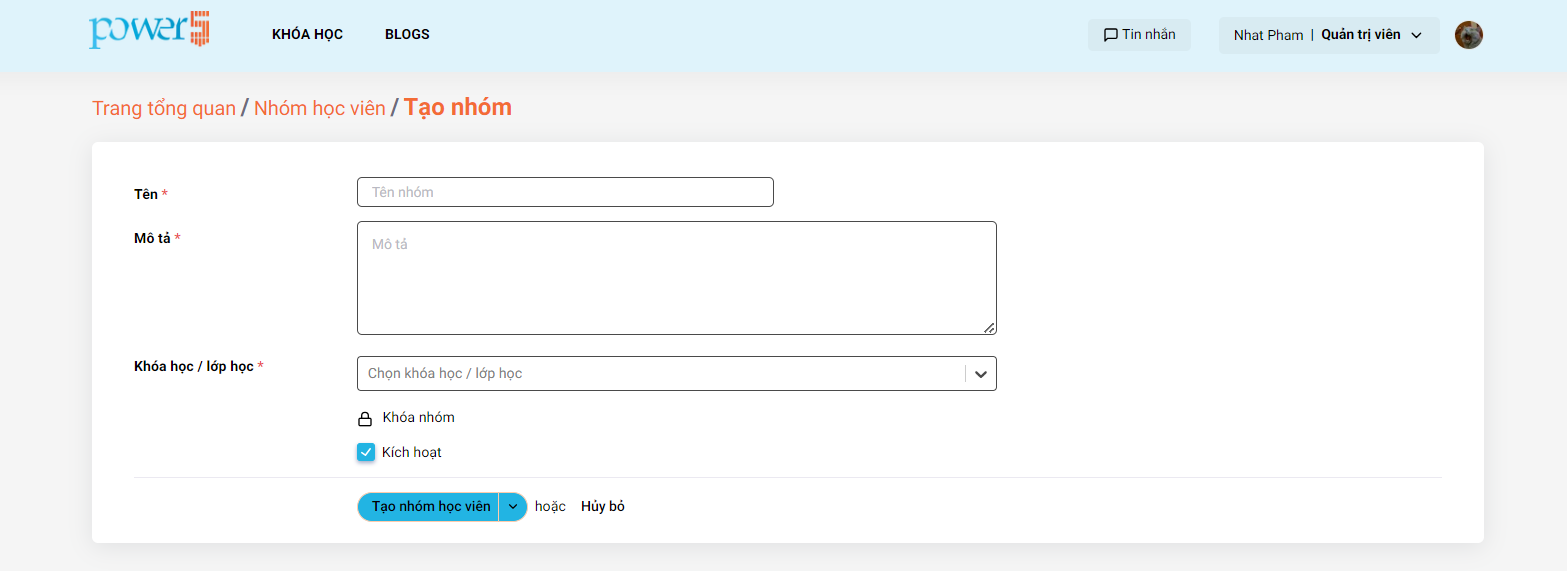 power5
KHÓA HỌC
BLOGS
Tin nhắn
Nhat Pham | Quản trị viên
Trang tổng quan / Nhóm học viên / Tạo nhóm
Tên *
Tên nhóm
Mô tả *
Mô tả
Khóa học / lớp học *
Chọn khóa học / lớp học
Khóa nhóm
Kích hoạt
Tạo nhóm học viên
hoặc
Hủy bỏ